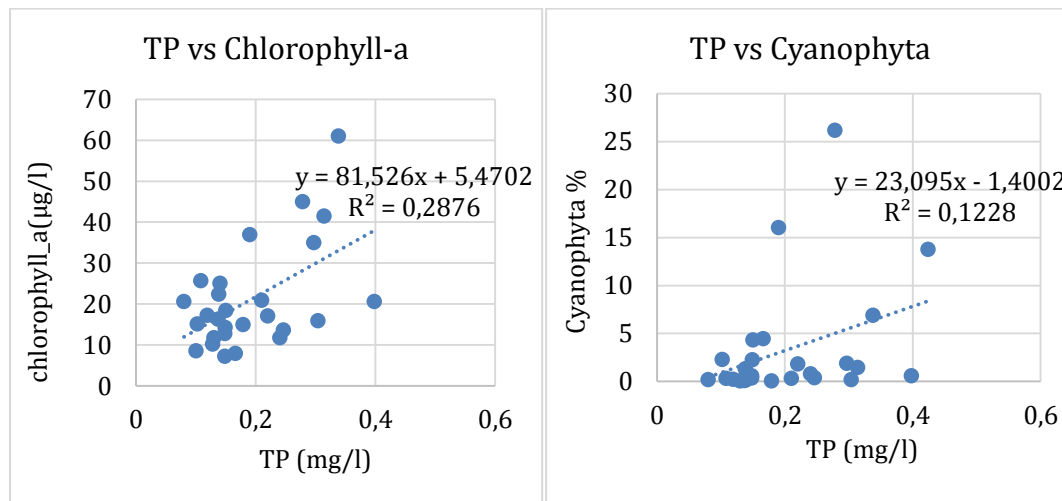 TP vs Chlorophyll-a
70
60
50
40
30
20
10
0
0
0,2
0,4
0,6
chlorophyll_a(µg/l)
TP (mg/l)
y = 81,526x + 5,4702
R² = 0,2876
TP vs Cyanophyta
30
25
20
15
10
5
0
0
0,2
0,4
0,6
Cyanophyta %
TP (mg/l)
y = 23,095x - 1,4002
R² = 0,1228